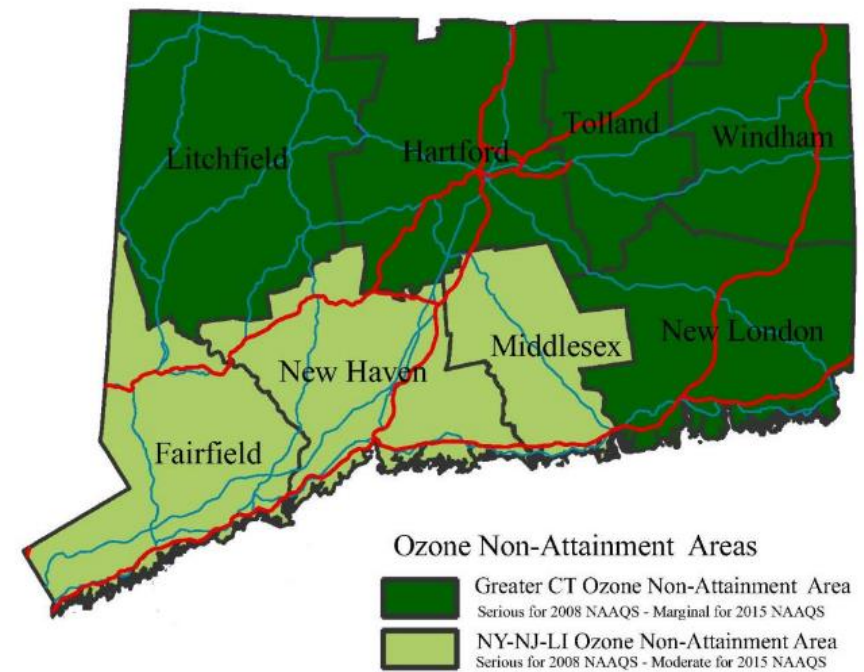 Litchfield
Hartford
Tolland
Windham
New London
Middlesex
New Haven
Fairfield
Ozone Non-Attainment Areas
Greater CT Ozone Non-Attainment Area
Serious for 2008 NAAQS - Marginal for 2015 NAAQS
NY-NJ-LI Ozone Non-Attainment Area
Serious for 2008 NAAQS - Moderate for 2015 NAAQS